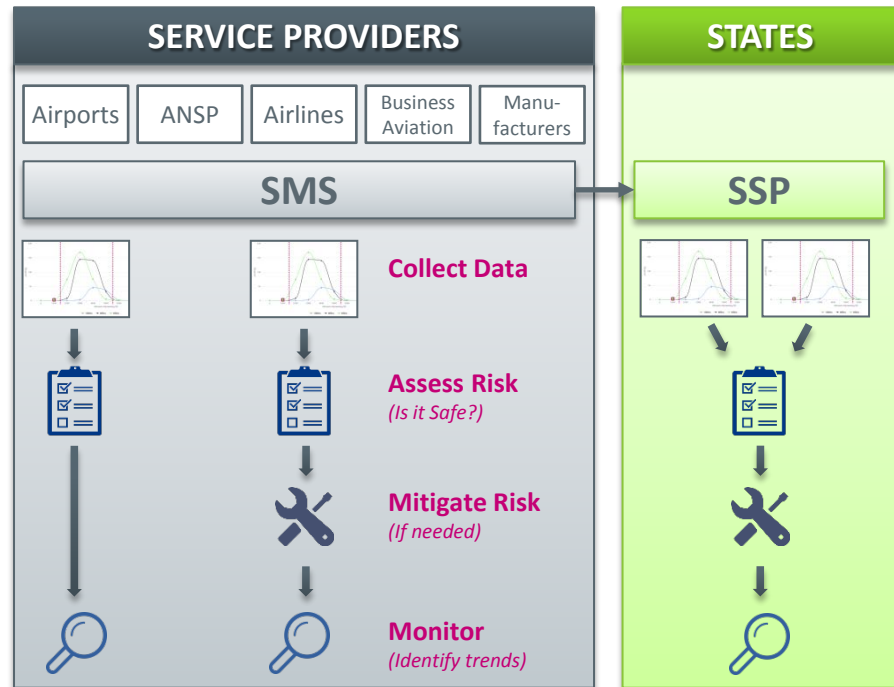 SERVICE PROVIDERS
STATES
Airports
ANSP
Airlines
Business
Aviation
Manu-
facturers
SMS
SSP
Collect Data
Assess Risk
(Is it Safe?)
Mitigate Risk
(If needed)
Monitor
(Identify trends)